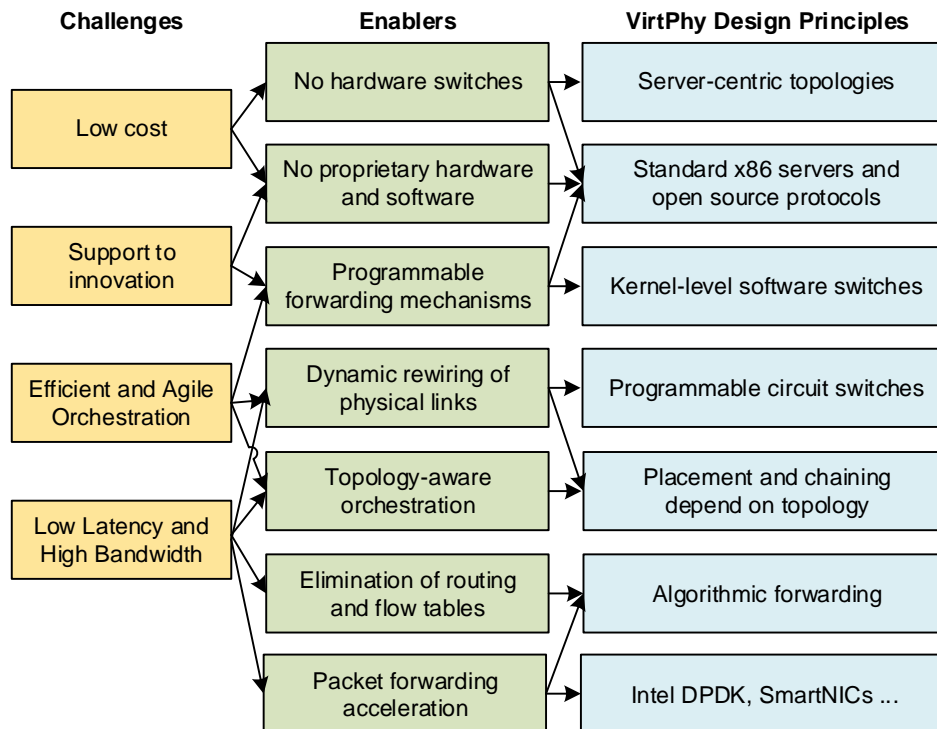 Challenges
Enablers
VirtPhy Design Principles
Low cost
Support to
innovation
Efficient and Agile
Orchestration
Low Latency and
High Bandwidth
No hardware switches
No proprietary hardware
and software
Programmable
forwarding mechanisms
Dynamic rewiring of
physical links
Topology-aware
orchestration
Elimination of routing
and flow tables
Packet forwarding
acceleration
Server-centric topologies
Standard x86 servers and
open source protocols
Kernel-level software switches
Programmable circuit switches
Placement and chaining
depend on topology
Algorithmic forwarding
Intel DPDK, SmartNICs ...